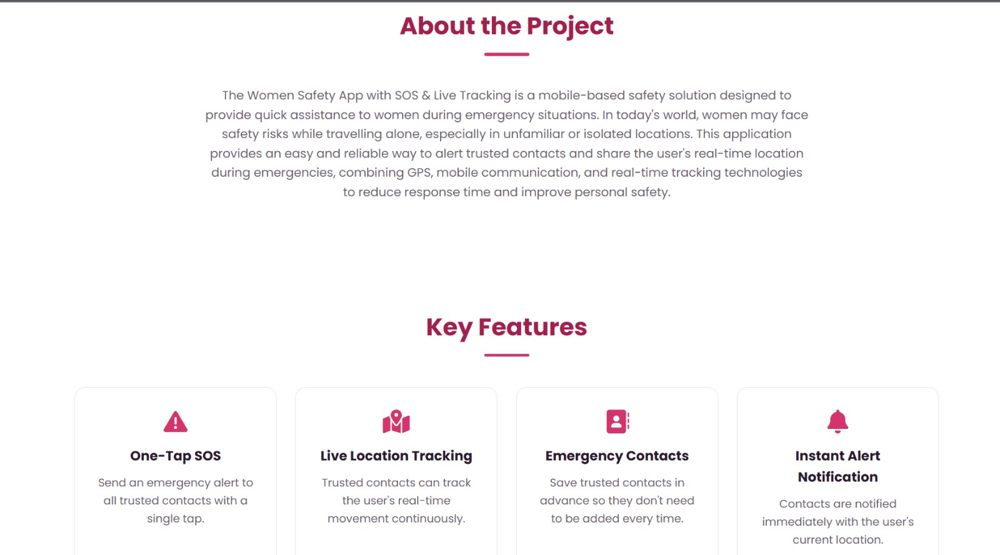 About the Project
The Women Safety App with SOS & Live Tracking is a mobile-based safety solution designed to
provide quick assistance to women during emergency situations. In today's world, women may face
safety risks while travelling alone, especially in unfamiliar or isolated locations. This application
provides an easy and reliable way to alert trusted contacts and share the user's real-time location
during emergencies, combining GPS, mobile communication, and real-time tracking technologies
to reduce response time and improve personal safety.
Key Features
One-Tap SOS
Send an emergency alert to
all trusted contacts with a
single tap.
Live Location Tracking
Trusted contacts can track
the user's real-time
movement continuously.
Emergency Contacts
Save trusted contacts in
advance so they don't need
to be added every time.
Instant Alert
Notification
Contacts are notified
immediately with the user's
current location.